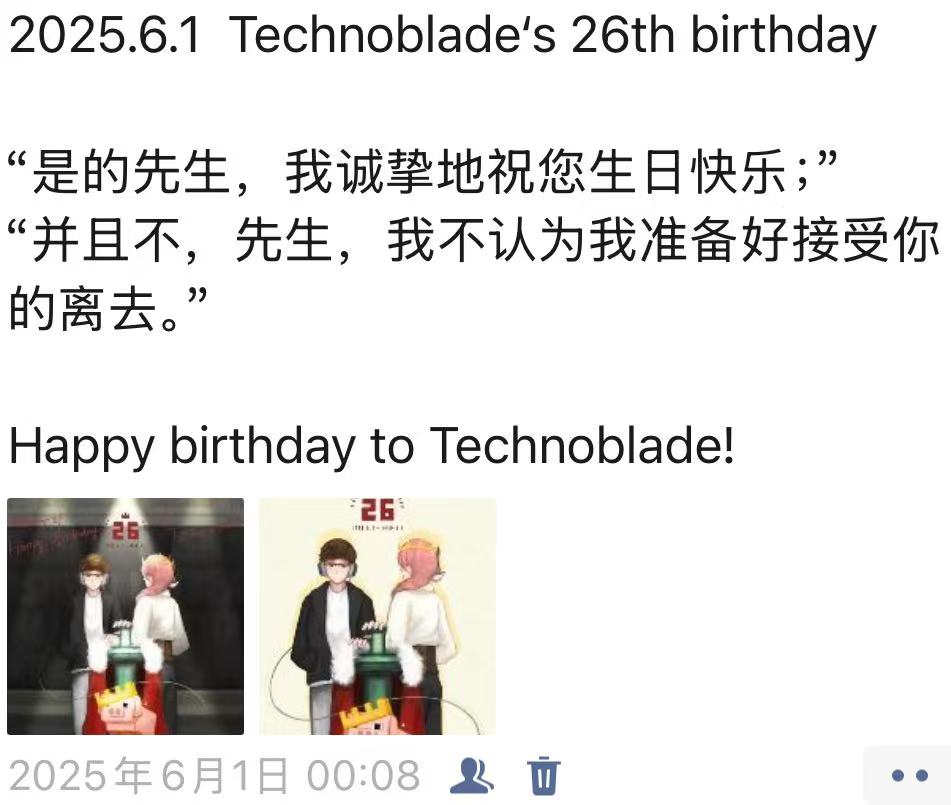 2025.6.1  Technoblade‘s 26th birthday
“是的先生，我诚挚地祝您生日快乐；”
“并且不，先生，我不认为我准备好接受你
的离去。”
Happy birthday to Technoblade!
26
26
2025年6月1日 00:08